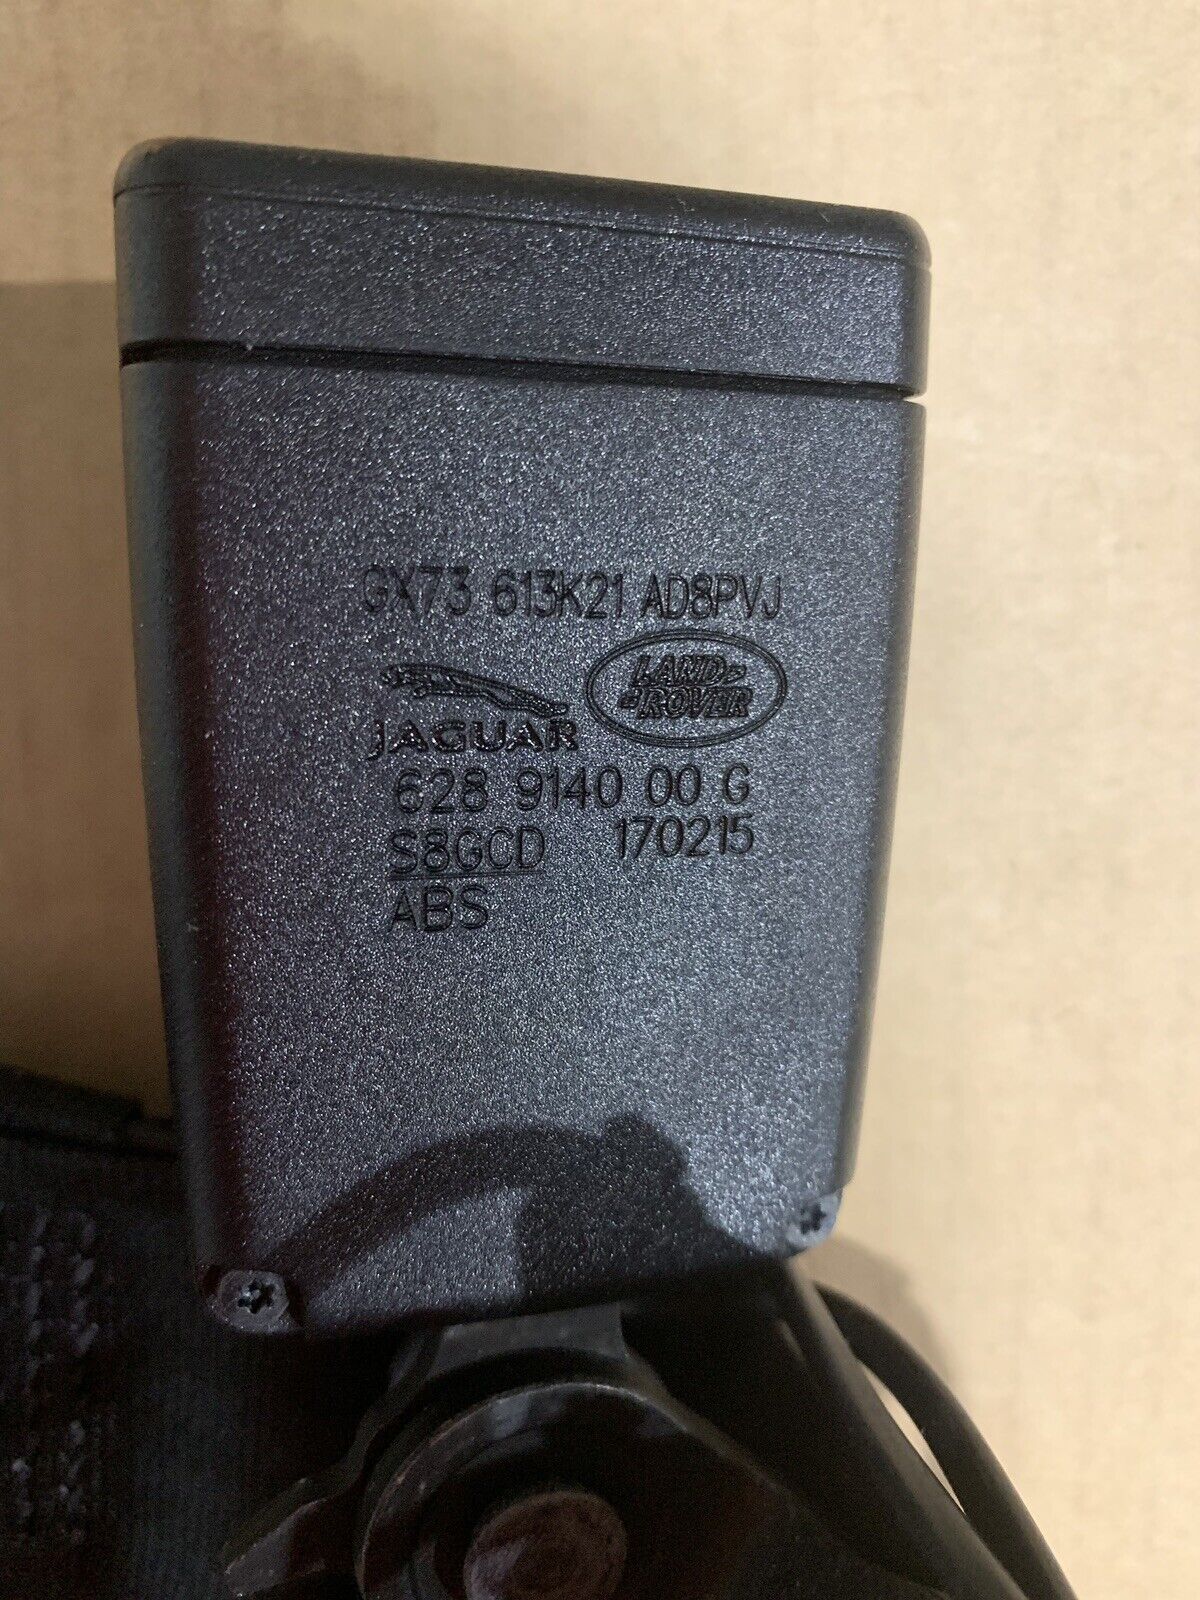 GX73 613K21 AD8PVJ
JAGUAR
LAND-
-ROVER
628 9140 00 G
S8GCD 170215
ABS